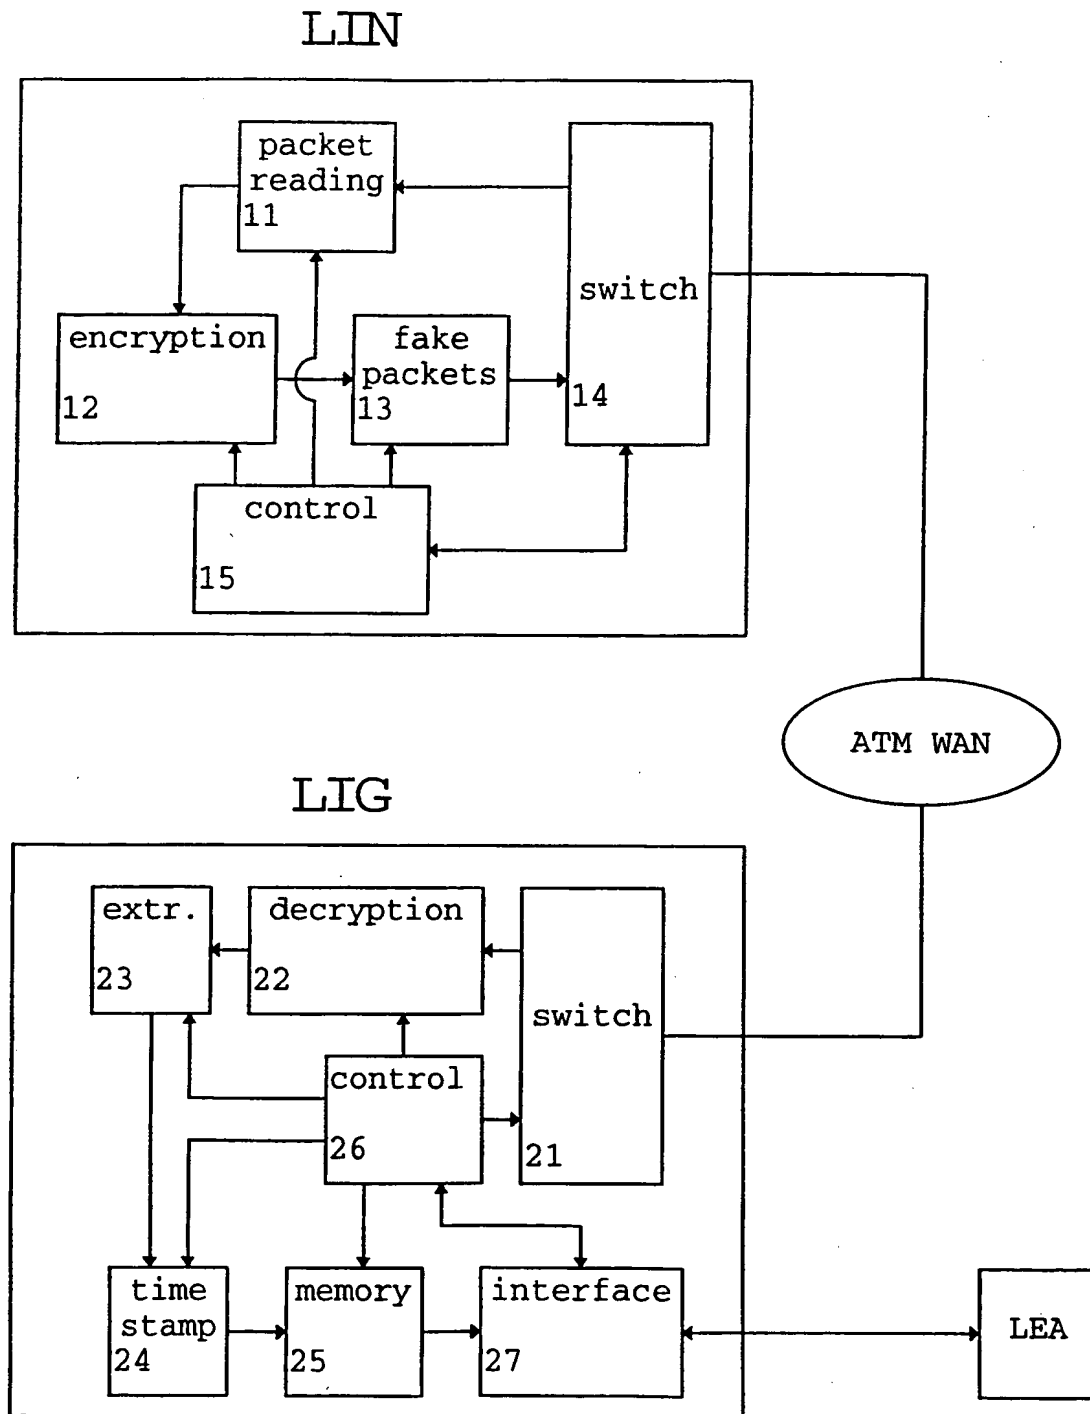 LIN
packet
reading
11
switch
14
encryption
12
fake
packets
13
control
15
ATM WAN
LIG
extr.
23
decryption
22
switch
21
control
26
time
stamp
24
memory
25
interface
27
LEA